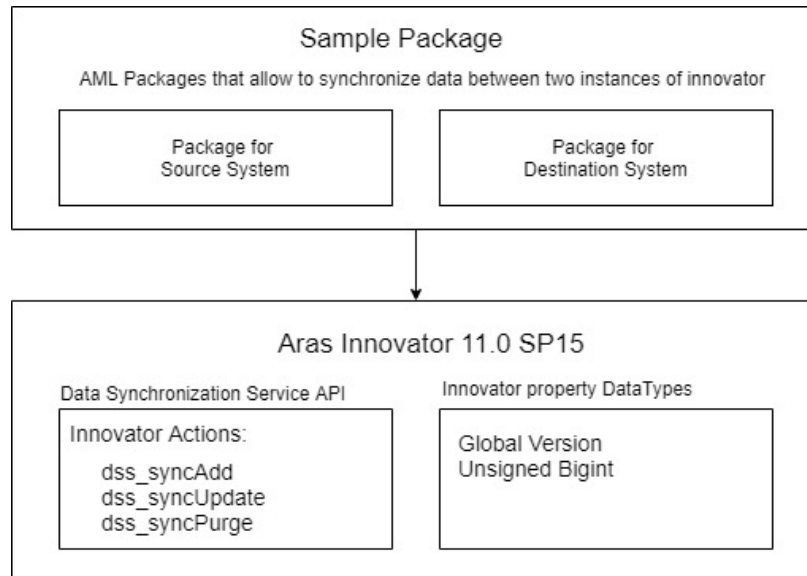 Sample Package
AML Packages that allow to synchronize data between two instances of innovator
Package for
Source System
Package for
Destination System
Aras Innovator 11.0 SP15
Data Synchronization Service API
Innovator Actions:
dss_syncAdd
dss_syncUpdate
dss_syncPurge
Innovator property DataTypes
Global Version
Unsigned Bigint